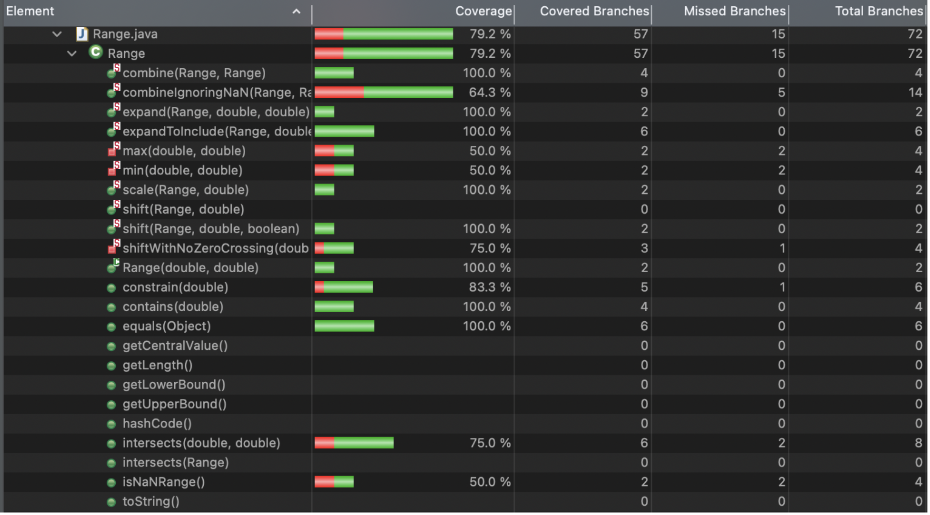 Element Coverage Covered Branches Missed Branches Total Branches
J Range.java 79.2 % 57 15 72
C Range 79.2 % 57 15 72
S combine(Range, Range) 100.0 % 4 0 4
S combineIgnoringNaN(Range, Ra 64.3 % 9 5 14
S expand(Range, double, double) 100.0 % 2 0 2
S expandToInclude(Range, double 100.0 % 6 0 6
S max(double, double) 50.0 % 2 2 4
S min(double, double) 50.0 % 2 2 4
S scale(Range, double) 100.0 % 2 0 2
S shift(Range, double) 0 0 0
S shift(Range, double, boolean) 100.0 % 2 0 2
S shiftWithNoZeroCrossing(doub 75.0 % 3 1 4
C Range(double, double) 100.0 % 2 0 2
constrain(double) 83.3 % 5 1 6
contains(double) 100.0 % 4 0 4
equals(Object) 100.0 % 6 0 6
getCentralValue() 0 0 0
getLength() 0 0 0
getLowerBound() 0 0 0
getUpperBound() 0 0 0
hashCode() 0 0 0
intersects(double, double) 75.0 % 6 2 8
intersects(Range) 0 0 0
isNaNRange() 50.0 % 2 2 4
toString() 0 0 0